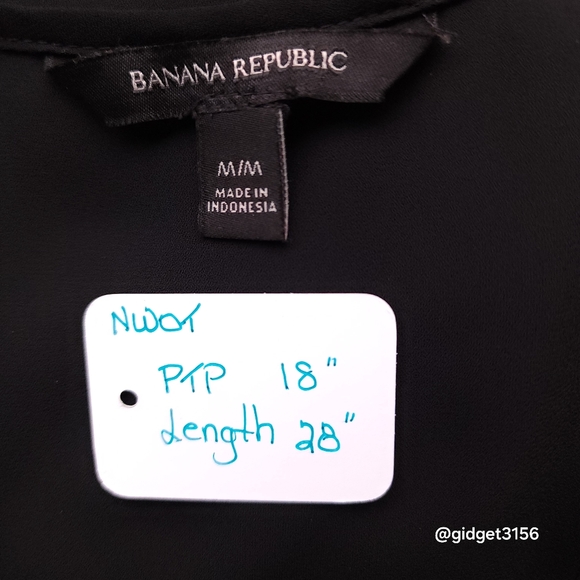 BANANA REPUBLIC
M/M
MADE IN
INDONESIA
NWOT
PTP 18"
Length 28"
@gidget3156